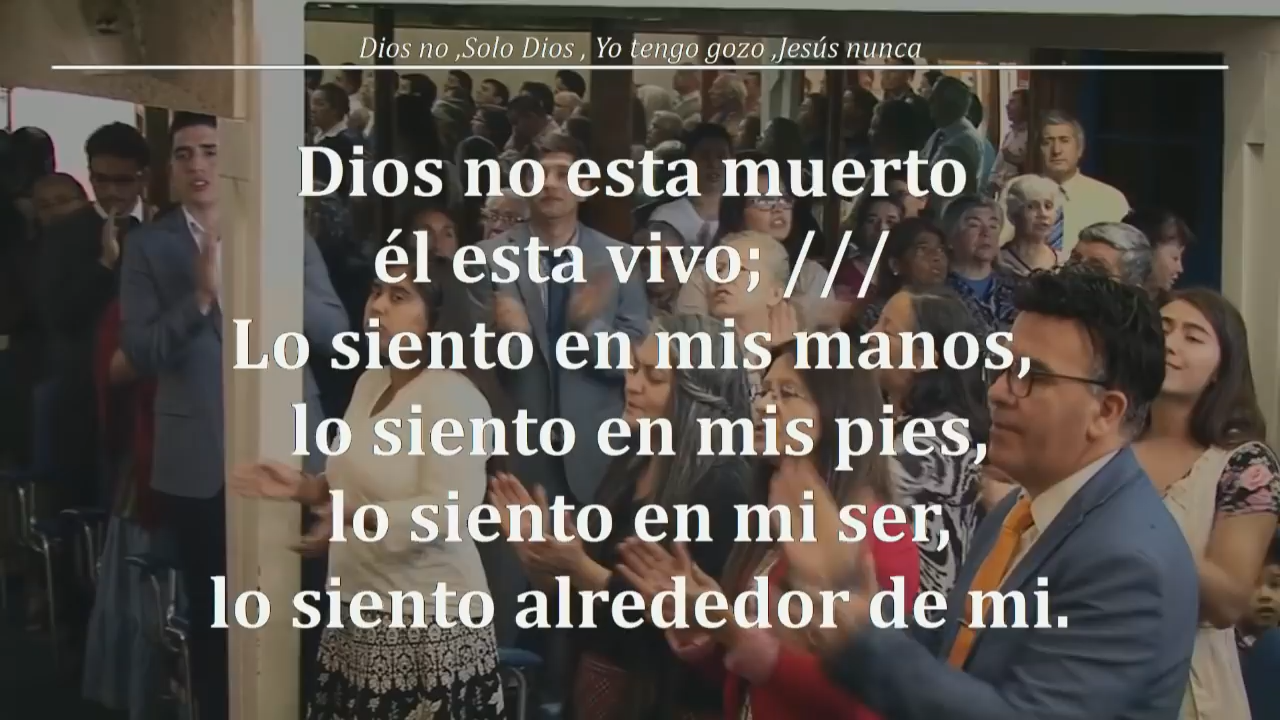 Dios no ,Solo Dios , Yo tengo gozo ,Jesús nunca
Dios no esta muerto
él esta vivo; ///
Lo siento en mis manos,
lo siento en mis pies,
lo siento en mi ser,
lo siento alrededor de mi.